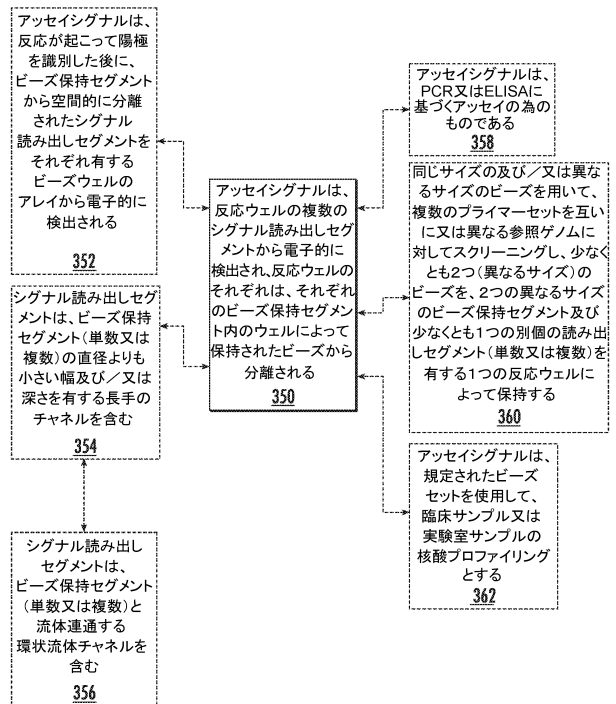 アッセイシグナルは、
反応が起こって陽極
を識別した後に、
ビーズ保持セグメント
から空間的に分離
されたシグナル
読み出しセグメントを
それぞれ有する
ビーズウェルの
アレイから電子的に
検出される
352
シグナル読み出しセグ
メントは、ビーズ保持
セグメント(単数又は
複数)の直径よりも
小さい幅及び/又は
深さを有する長手の
チャネルを含む
354
シグナル読み出し
セグメントは、
ビーズ保持セグメント
(単数又は複数)と
流体連通する
環状流体チャネルを
含む
356
アッセイシグナルは、
反応ウェルの複数の
シグナル読み出しセグ
メントから電子的に
検出され、反応ウェルの
それぞれは、それぞれ
のビーズ保持セグメン
ト内のウェルによって
保持されたビーズから
分離される
350
アッセイシグナルは、
PCR又はELISAに
基づくアッセイの為の
ものである
358
同じサイズの及び/又は異な
るサイズのビーズを用いて、
複数のプライマーセットを互い
に又は異なる参照ゲノムに
対してスクリーニングし、少なく
とも2つ(異なるサイズ)の
ビーズを、2つの異なるサイズ
のビーズ保持セグメント及び
少なくとも1つの別個の読み出
しセグメント(単数又は複数)を
有する1つの反応ウェルに
よって保持する
360
アッセイシグナルは、
規定されたビーズ
セットを使用して、
臨床サンプル又は
実験室サンプルの
核酸プロファイリング
とする
362